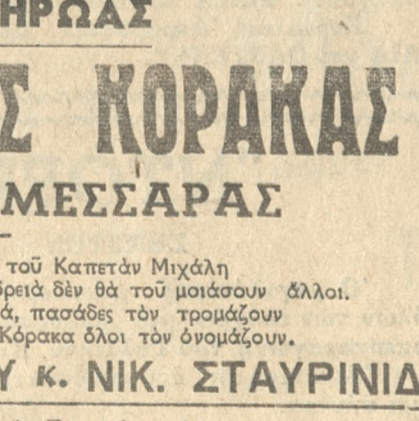 ΗΡΩΑΣ
Σ ΚΟΡΑΚΑΣ
ΜΕΣΣΑΡΑΣ
τοῦ Καπετὰν Μιχάλη
δρειὰ δὲν θὰ τοῦ μοιάσουν ἄλλοι.
ά, πασάδες τὸν τρομάζουν
Κόρακα ὅλοι τὸν ὀνομάζουν.
Υ κ. ΝΙΚ. ΣΤΑΥΡΙΝΙΔ